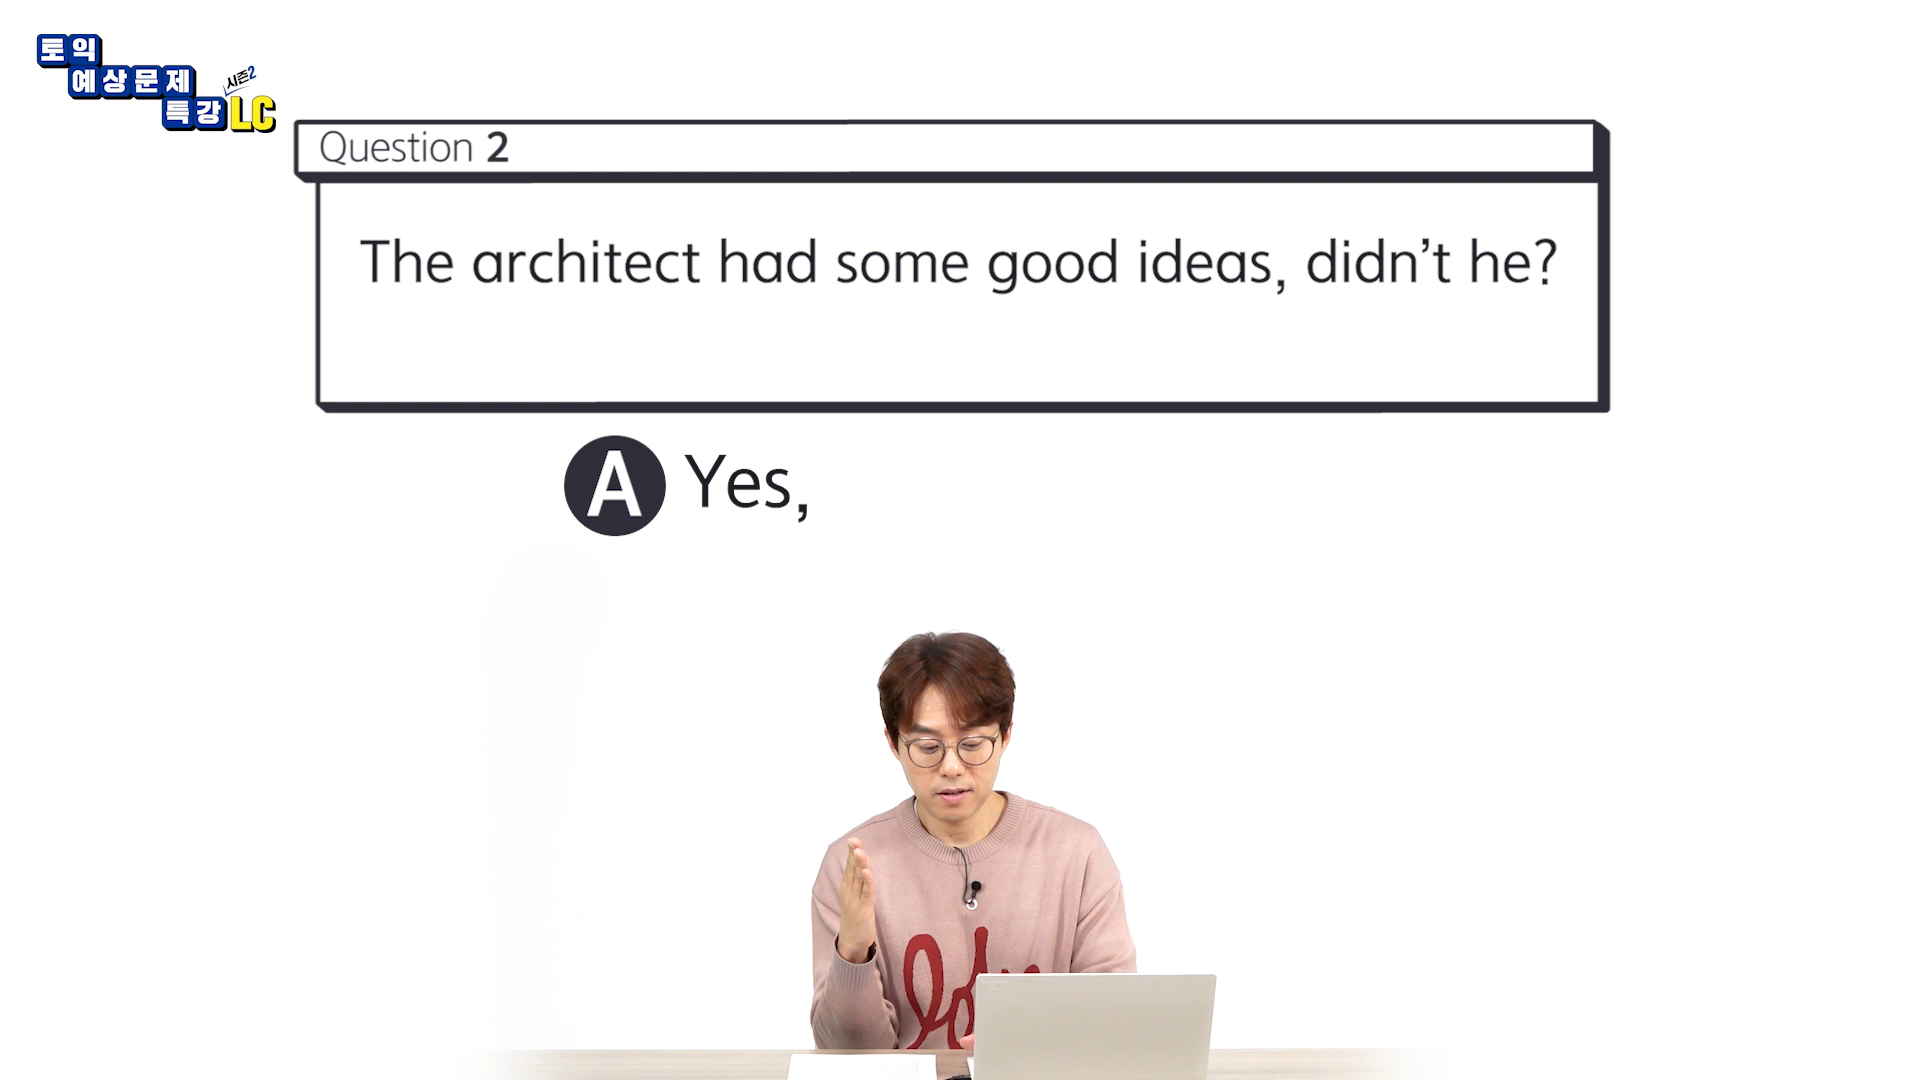 토익
예상문제
특강 LC
시즌2
Question 2
The architect had some good ideas, didn’t he?
A Yes,